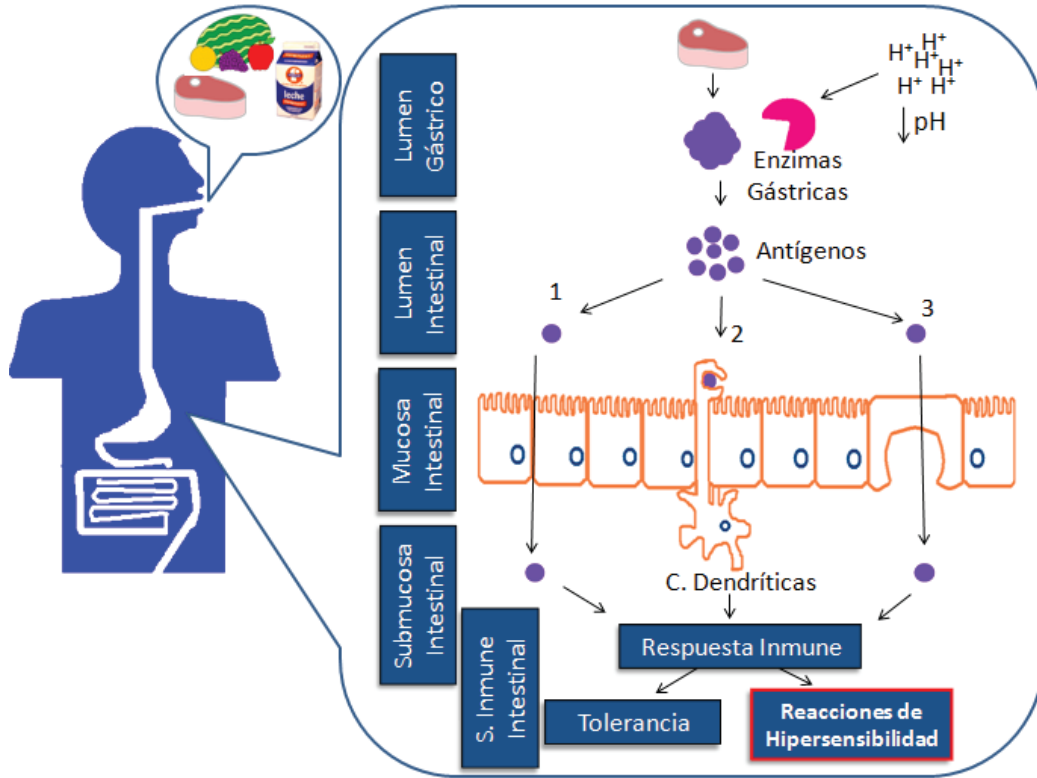 leche
Lumen
Gástrico
Lumen
Intestinal
Mucosa
Intestinal
Submucosa
Intestinal
S. Inmune
Intestinal
H⁺
H⁺
H⁺
H⁺
H⁺
H⁺
pH
Enzimas
Gástricas
Antígenos
1
2
3
C. Dendríticas
Respuesta Inmune
Tolerancia
Reacciones de
Hipersensibilidad